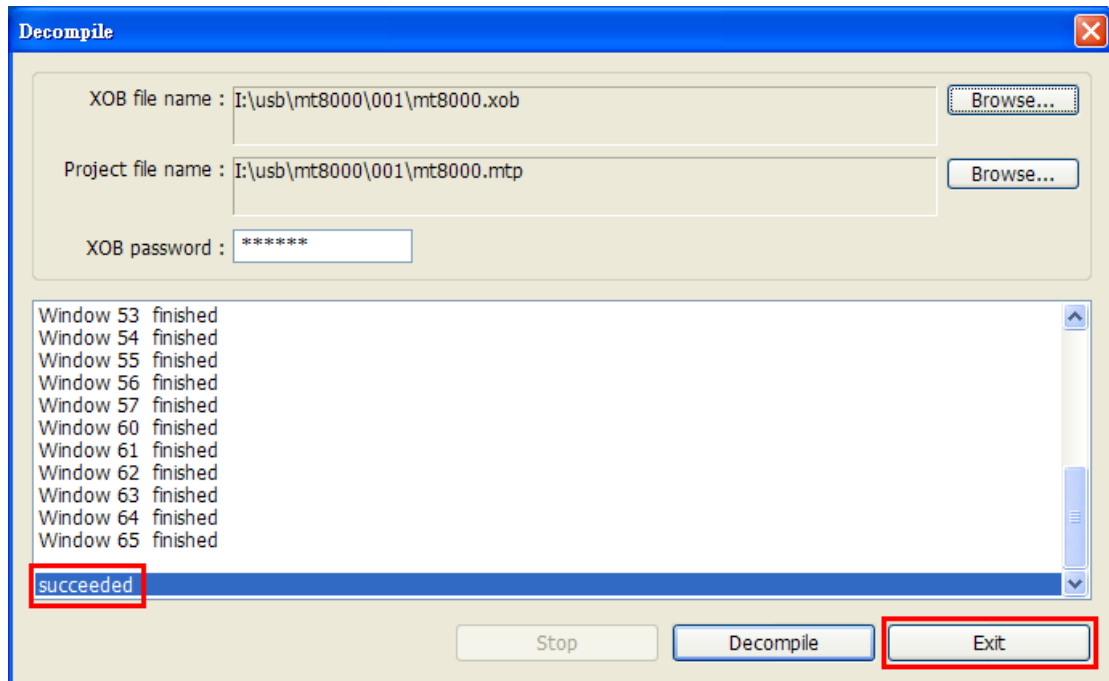 Decompile
XOB file name : I:\usb\mt8000\001\mt8000.xob Browse...
Project file name : I:\usb\mt8000\001\mt8000.mtp Browse...
XOB password : ******
Window 53 finished
Window 54 finished
Window 55 finished
Window 56 finished
Window 57 finished
Window 60 finished
Window 61 finished
Window 62 finished
Window 63 finished
Window 64 finished
Window 65 finished
succeeded
Stop Decompile Exit